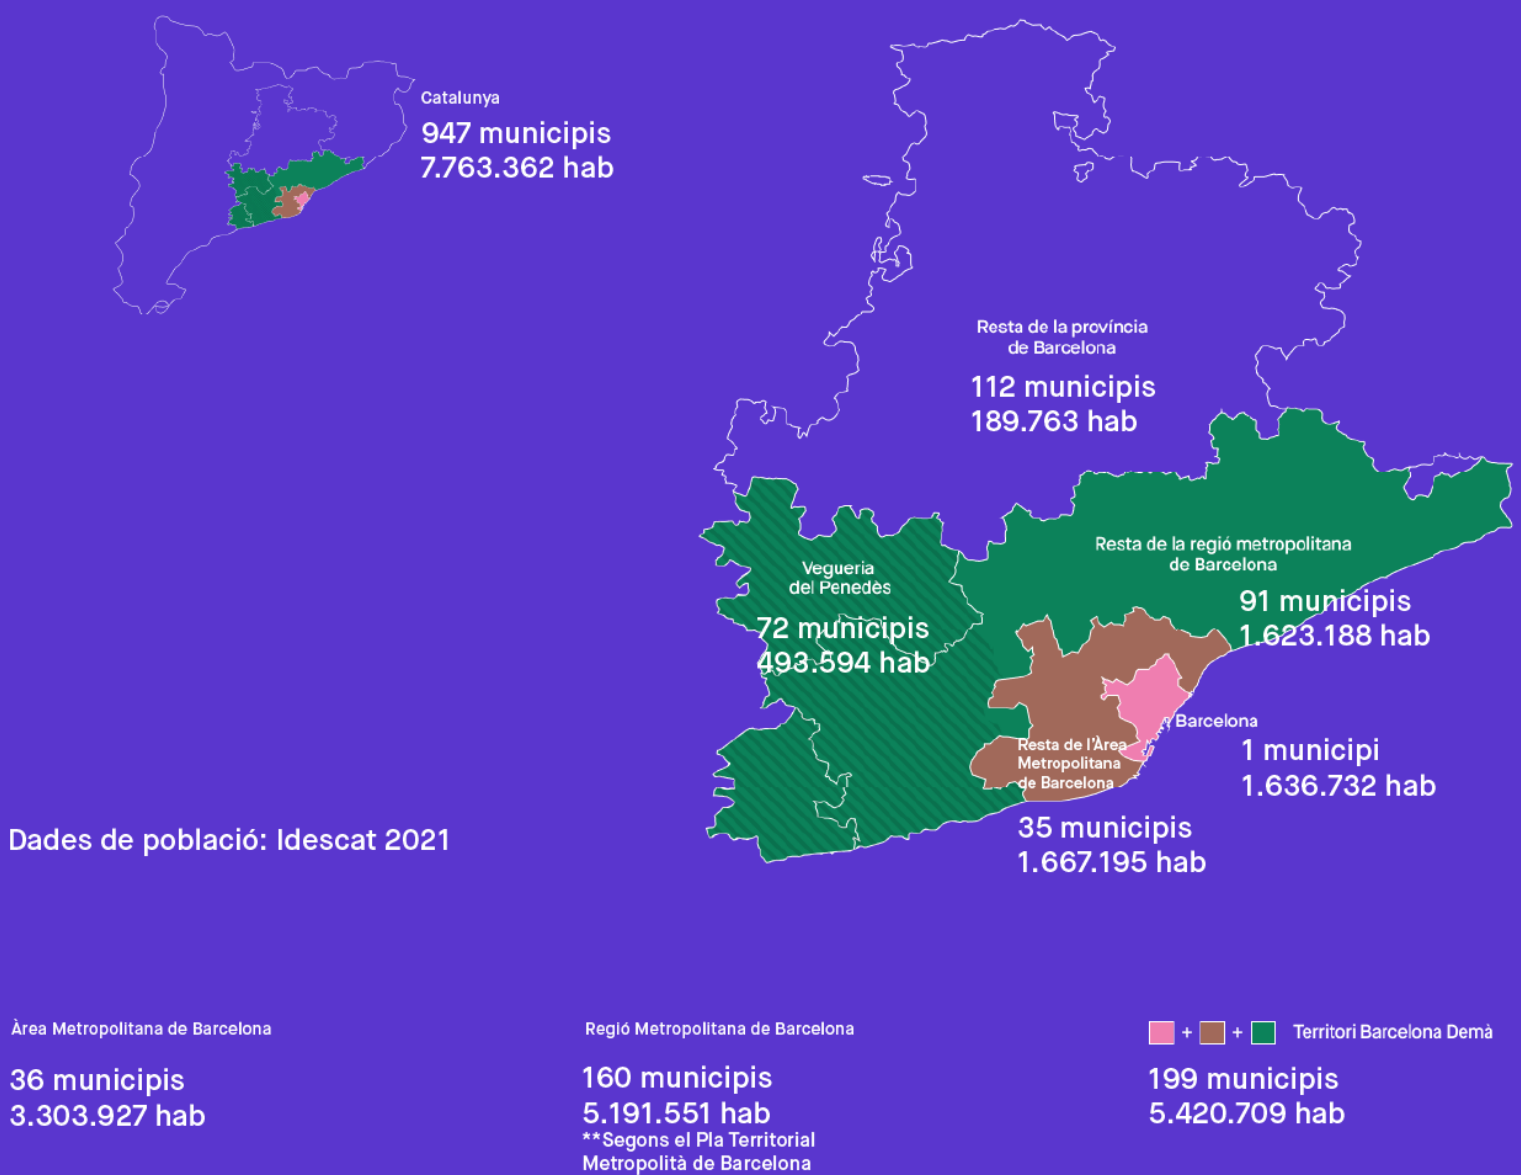 Catalunya
947 municipis
7.763.362 hab
Resta de la província
de Barcelona
112 municipis
189.763 hab
Resta de la regió metropolitana
de Barcelona
91 municipis
1.623.188 hab
Vegueria
del Penedès
72 municipis
493.594 hab
Barcelona
1 municipi
1.636.732 hab
Resta de l'Àrea
Metropolitana
de Barcelona
35 municipis
1.667.195 hab
Dades de població: Idescat 2021
Àrea Metropolitana de Barcelona
36 municipis
3.303.927 hab
Regió Metropolitana de Barcelona
160 municipis
5.191.551 hab
**Segons el Pla Territorial
Metropolità de Barcelona
+ + Territori Barcelona Demà
199 municipis
5.420.709 hab